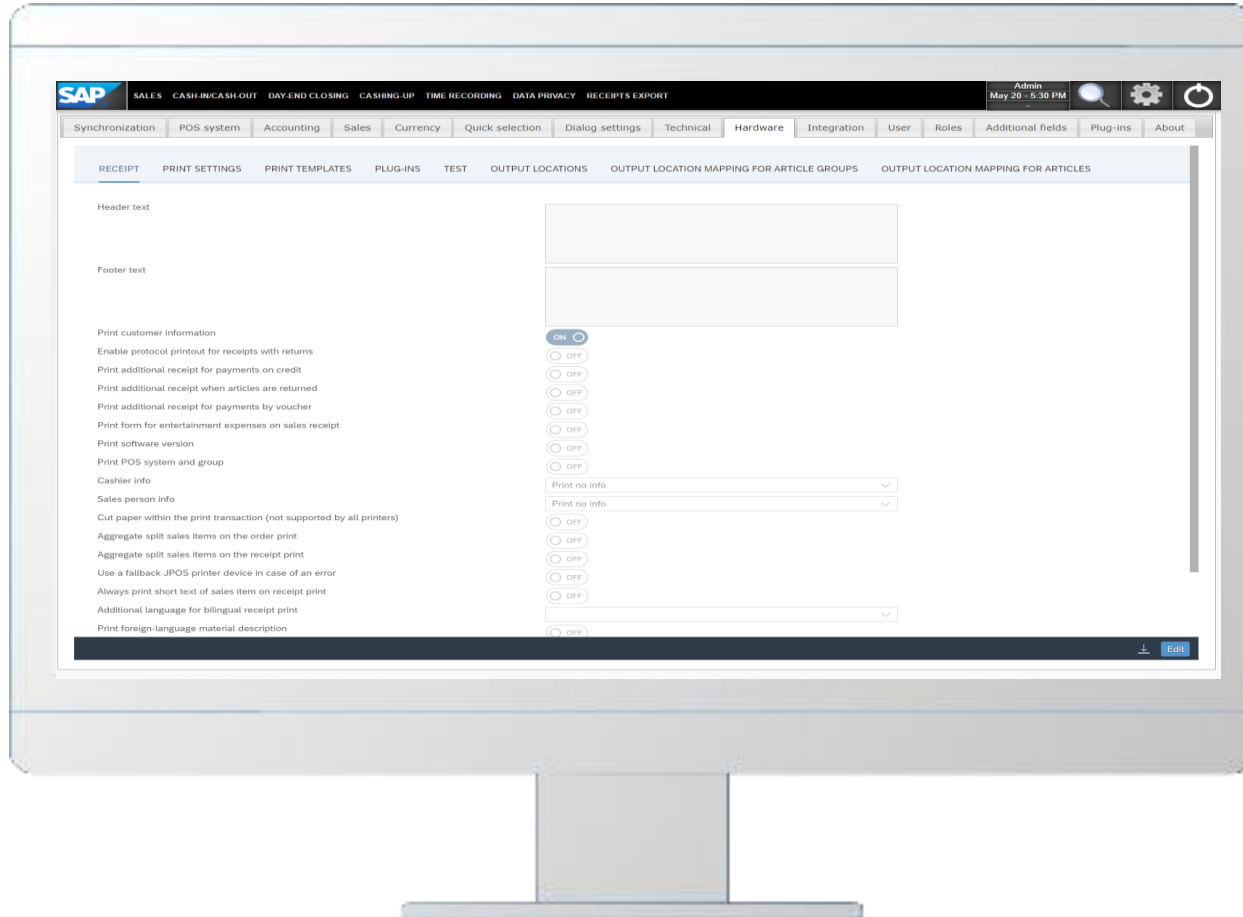 SAP SALES CASH-IN/CASH-OUT DAY-END CLOSING CASHING-UP TIME RECORDING DATA PRIVACY RECEIPTS EXPORT Admin
May 20 - 5:30 PM
-
Synchronization POS system Accounting Sales Currency Quick selection Dialog settings Technical Hardware Integration User Roles Additional fields Plug-ins About
RECEIPT PRINT SETTINGS PRINT TEMPLATES PLUG-INS TEST OUTPUT LOCATIONS OUTPUT LOCATION MAPPING FOR ARTICLE GROUPS OUTPUT LOCATION MAPPING FOR ARTICLES
Header text
Footer text
Print customer information ON
Enable protocol printout for receipts with returns OFF
Print additional receipt for payments on credit OFF
Print additional receipt when articles are returned OFF
Print additional receipt for payments by voucher OFF
Print form for entertainment expenses on sales receipt OFF
Print software version OFF
Print POS system and group OFF
Cashier info Print no info
Sales person info Print no info
Cut paper within the print transaction (not supported by all printers) OFF
Aggregate split sales items on the order print OFF
Aggregate split sales items on the receipt print OFF
Use a fallback JPOS printer device in case of an error OFF
Always print short text of sales item on receipt print OFF
Additional language for bilingual receipt print
Print foreign-language material description OFF
Edit